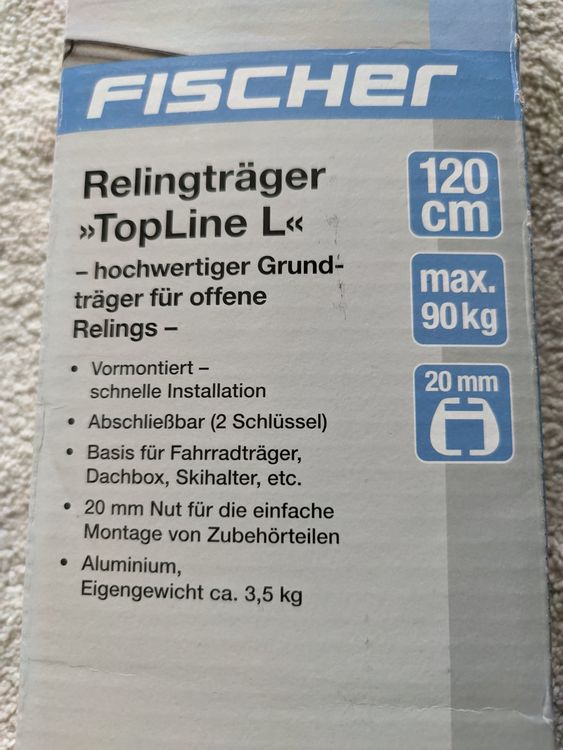 FISCHER
Relingträger
»TopLine L«
– hochwertiger Grund-
träger für offene
Relings –
• Vormontiert –
schnelle Installation
• Abschließbar (2 Schlüssel)
• Basis für Fahrradträger,
Dachbox, Skihalter, etc.
• 20 mm Nut für die einfache
Montage von Zubehörteilen
• Aluminium,
Eigengewicht ca. 3,5 kg
120
cm
max.
90 kg
20 mm